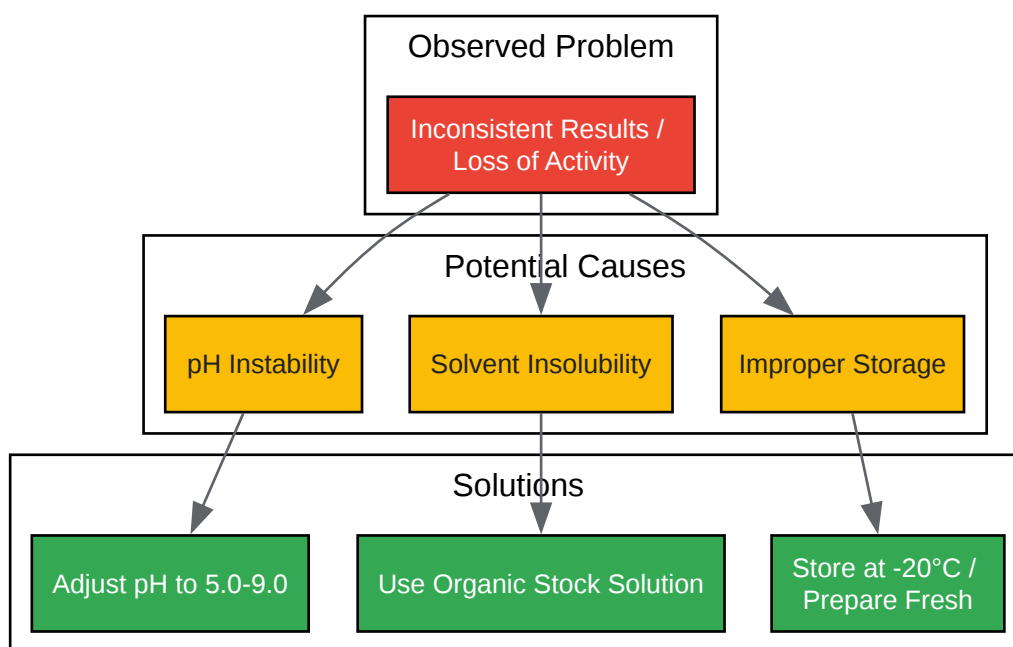 Observed Problem
Inconsistent Results /
Loss of Activity
Potential Causes
pH Instability
Solvent Insolubility
Improper Storage
Solutions
Adjust pH to 5.0-9.0
Use Organic Stock Solution
Store at -20°C /
Prepare Fresh